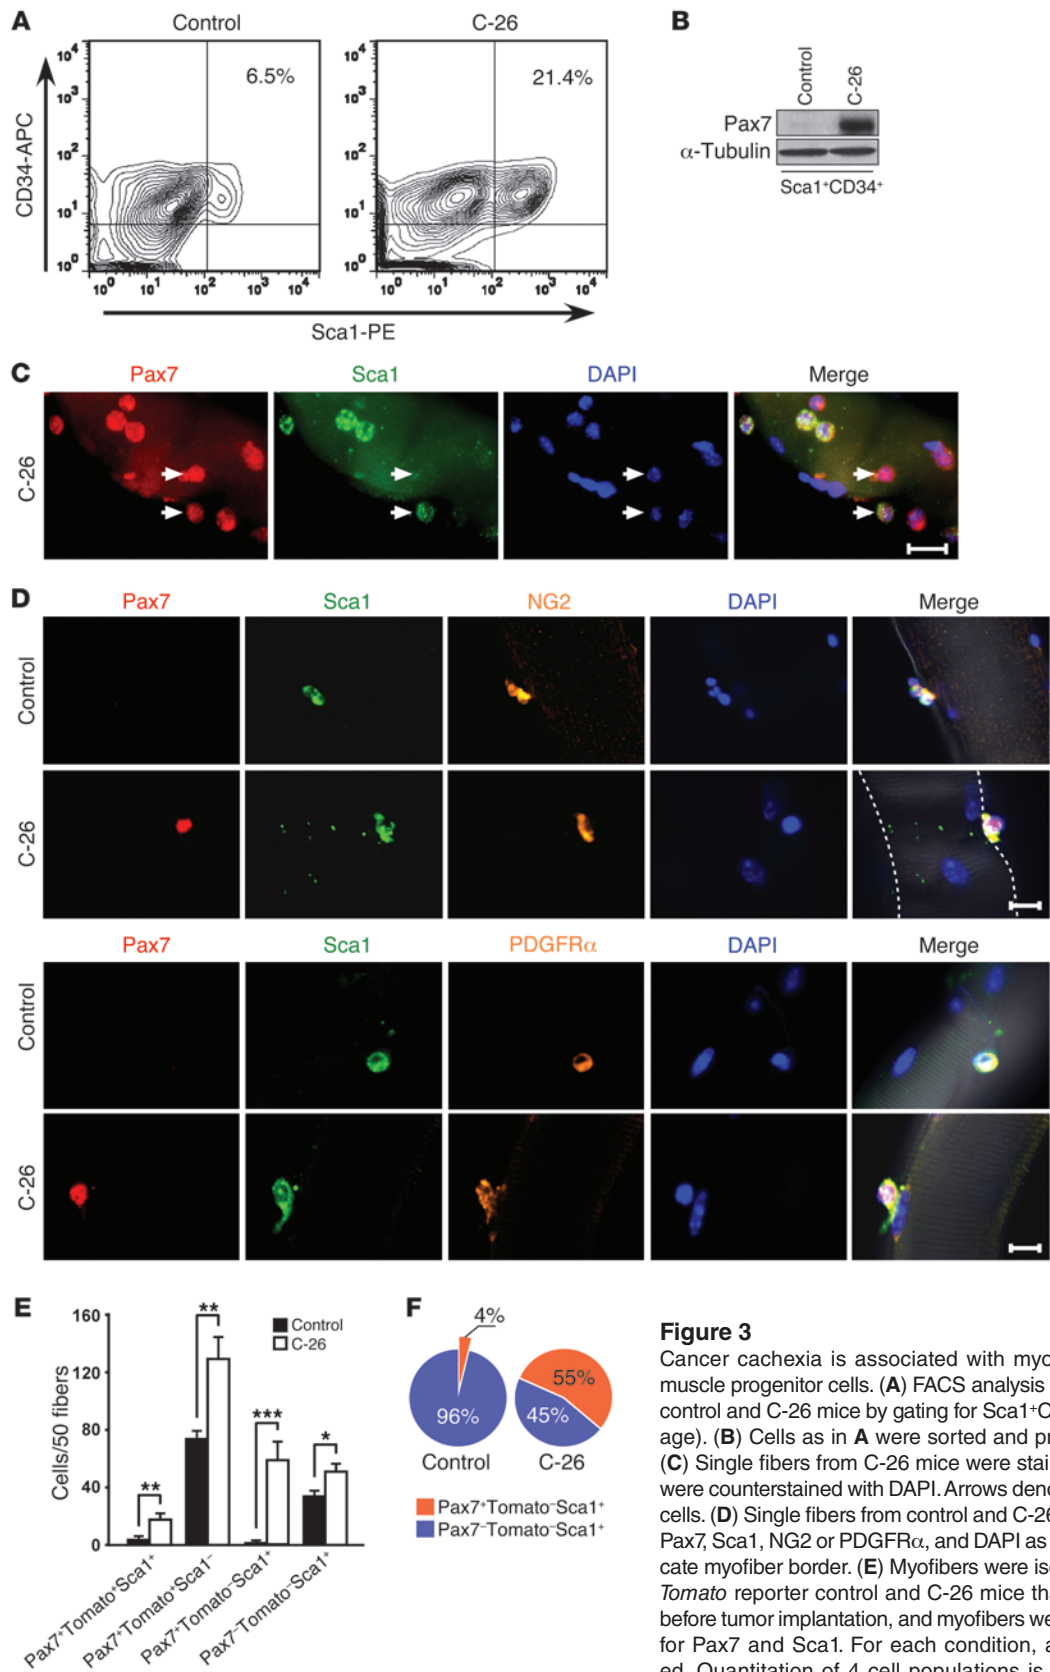 A
Control
C-26
6.5%
21.4%
10⁴
10³
10²
10¹
10⁰
10⁴
10³
10²
10¹
10⁰
10⁰ 10¹ 10² 10³ 10⁴
10⁰ 10¹ 10² 10³ 10⁴
CD34-APC
Sca1-PE
B
Control
C-26
Pax7
α-Tubulin
Sca1⁺CD34⁺
C
Pax7 Sca1 DAPI Merge
C-26
D
Pax7 Sca1 NG2 DAPI Merge
Control
C-26
Pax7 Sca1 PDGFRα DAPI Merge
Control
C-26
E
160
120
80
40
0
Cells/50 fibers
** ** *** *
Control
C-26
Pax7⁺Tomato⁺Sca1⁺
Pax7⁺Tomato⁺Sca1⁻
Pax7⁺Tomato⁻Sca1⁺
Pax7⁻Tomato⁻Sca1⁺
F
4%
96%
55%
45%
Control
C-26
Pax7⁺Tomato⁻Sca1⁺
Pax7⁻Tomato⁻Sca1⁺
Figure 3
Cancer cachexia is associated with myo
muscle progenitor cells. (A) FACS analysis
control and C-26 mice by gating for Sca1⁺C
age). (B) Cells as in A were sorted and pr
(C) Single fibers from C-26 mice were stai
were counterstained with DAPI. Arrows deno
cells. (D) Single fibers from control and C-26
Pax7, Sca1, NG2 or PDGFRα, and DAPI as
cate myofiber border. (E) Myofibers were iso
Tomato reporter control and C-26 mice tha
before tumor implantation, and myofibers we
for Pax7 and Sca1. For each condition, a
ed. Quantitation of 4 cell populations is